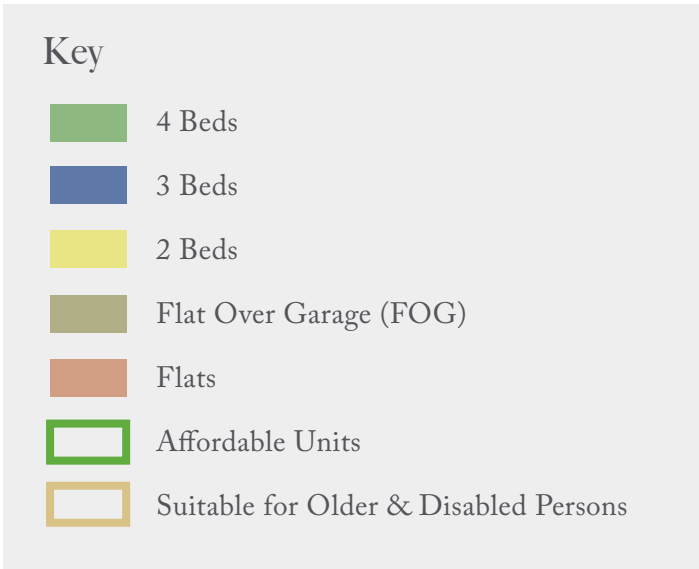 Key
4 Beds
3 Beds
2 Beds
Flat Over Garage (FOG)
Flats
Affordable Units
Suitable for Older & Disabled Persons